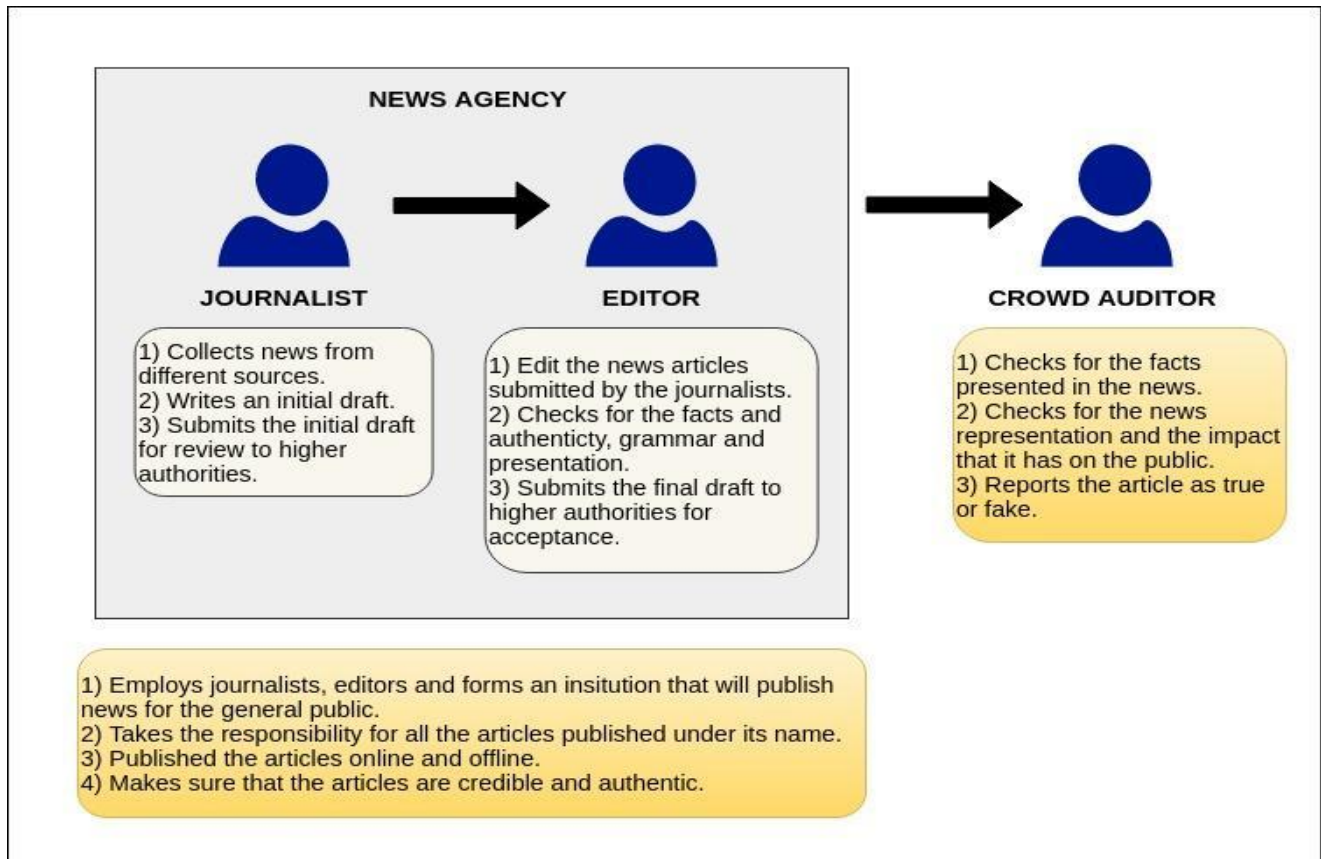 NEWS AGENCY
JOURNALIST
1) Collects news from
different sources.
2) Writes an initial draft.
3) Submits the initial draft
for review to higher
authorities.
EDITOR
1) Edit the news articles
submitted by the journalists.
2) Checks for the facts and
authenticty, grammar and
presentation.
3) Submits the final draft to
higher authorities for
acceptance.
CROWD AUDITOR
1) Checks for the facts
presented in the news.
2) Checks for the news
representation and the impact
that it has on the public.
3) Reports the article as true
or fake.
1) Employs journalists, editors and forms an insitution that will publish
news for the general public.
2) Takes the responsibility for all the articles published under its name.
3) Published the articles online and offline.
4) Makes sure that the articles are credible and authentic.